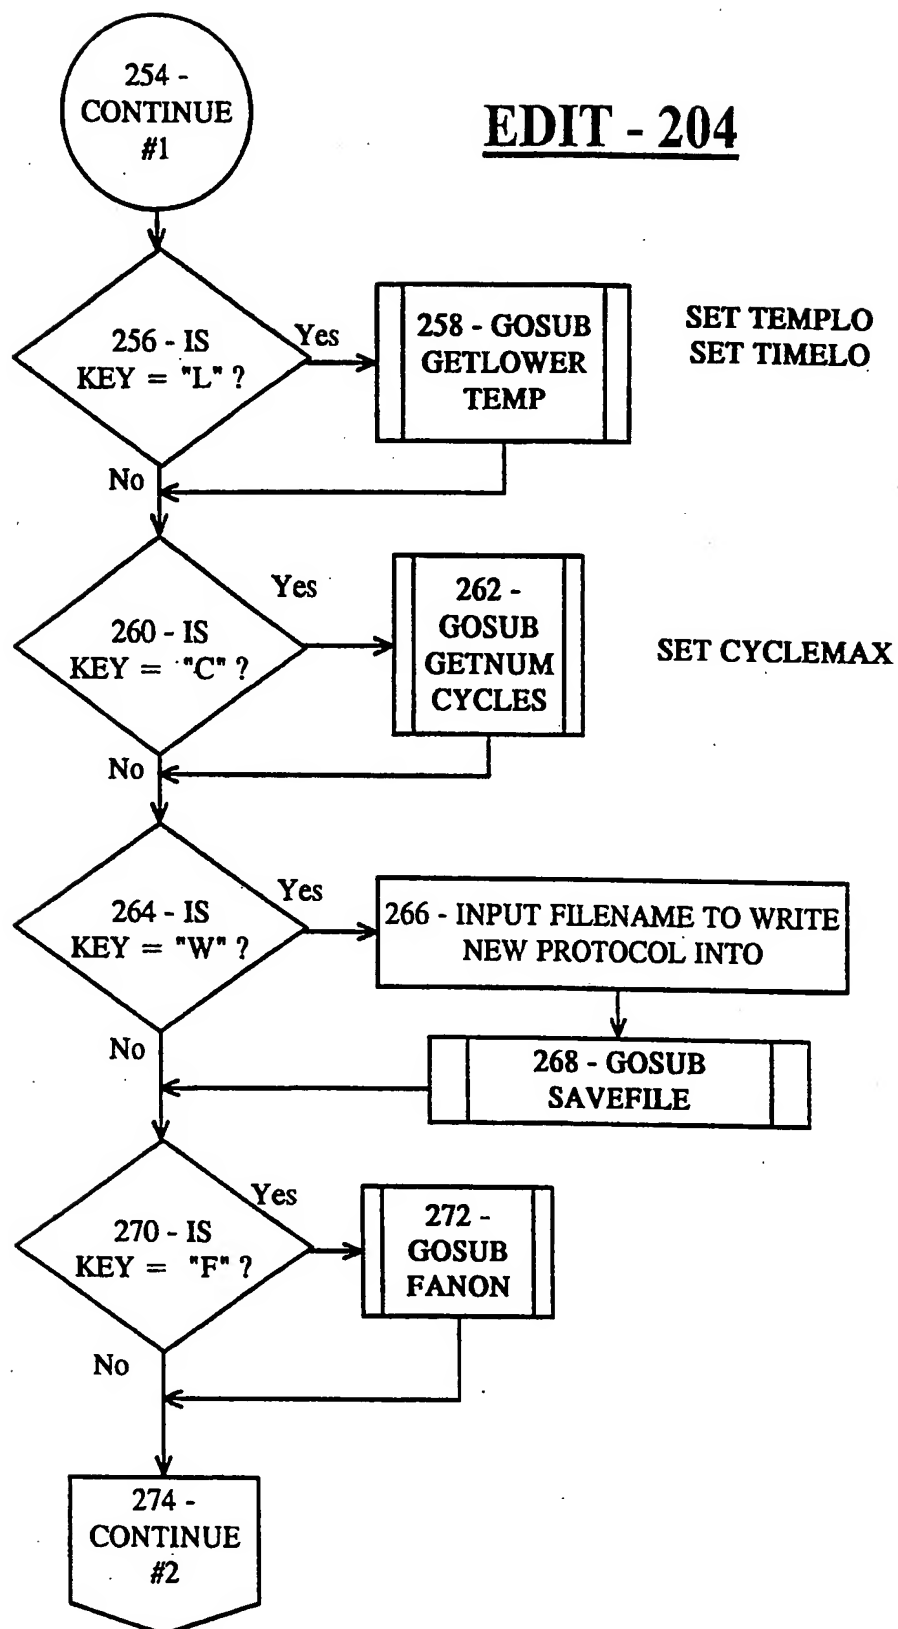 254 -
CONTINUE
#1
EDIT - 204
256 - IS
KEY = "L" ?
Yes
258 - GOSUB
GETLOWER
TEMP
SET TEMPLO
SET TIMELO
No
260 - IS
KEY = "C" ?
Yes
262 -
GOSUB
GETNUM
CYCLES
SET CYCLEMAX
No
264 - IS
KEY = "W" ?
Yes
266 - INPUT FILENAME TO WRITE
NEW PROTOCOL INTO
No
268 - GOSUB
SAVEFILE
270 - IS
KEY = "F" ?
Yes
272 -
GOSUB
FANON
No
274 -
CONTINUE
#2